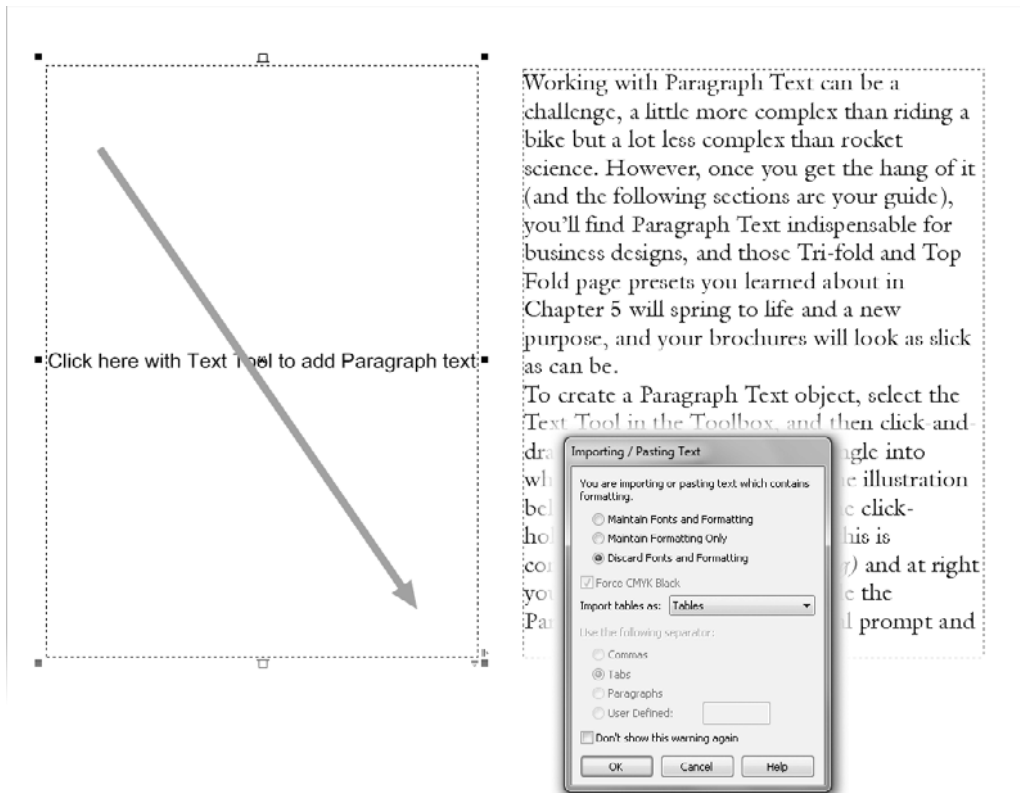 Click here with Text Tool to add Paragraph text
Working with Paragraph Text can be a
challenge, a little more complex than riding a
bike but a lot less complex than rocket
science. However, once you get the hang of it
(and the following sections are your guide),
you'll find Paragraph Text indispensable for
business designs, and those Tri-fold and Top
Fold page presets you learned about in
Chapter 5 will spring to life and a new
purpose, and your brochures will look as slick
as can be.
To create a Paragraph Text object, select the
Text Tool in the Toolbox, and then click-and-
into
illustration
click-
is
and at right
the
prompt and
Importing / Pasting Text
You are importing or pasting text which contains
formatting.
Maintain Fonts and Formatting
Maintain Formatting Only
Discard Fonts and Formatting
Force CMYK Black
Import tables as: Tables
Use the following separator:
Commas
Tabs
Paragraphs
User Defined:
Don't show this warning again
OK Cancel Help